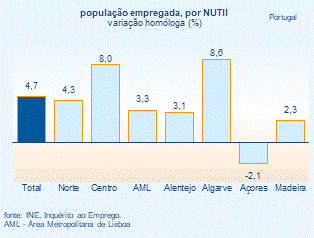 população empregada, por NUTII
variação homóloga (%)
Portugal
4,7
4,3
8,0
3,3
3,1
8,6
-2,1
2,3
Total Norte Centro AML Alentejo Algarve Açores Madeira
fonte: INE, Inquérito ao Emprego.
AML - Área Metropolitana de Lisboa